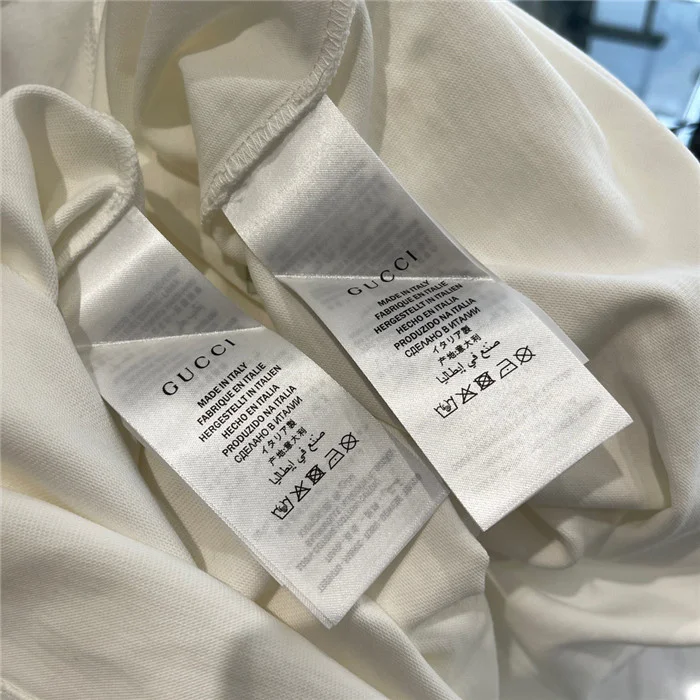 GUCCI
MADE IN ITALY
FABRIQUÉ EN ITALIE
HERGESTELLT IN ITALIEN
HECHO EN ITALIA
PRODUZIDO NA ITALIA
СДЕЛАНО В ИТАЛИИ
イタリア製
产地:意大利
صنع في إيطاليا
GUCCI
MADE IN ITALY
FABRIQUÉ EN ITALIE
HERGESTELLT IN ITALIEN
HECHO EN ITALIA
PRODUZIDO NA ITALIA
СДЕЛАНО В ИТАЛИИ
イタリア製
产地:意大利
صنع في إيطاليا